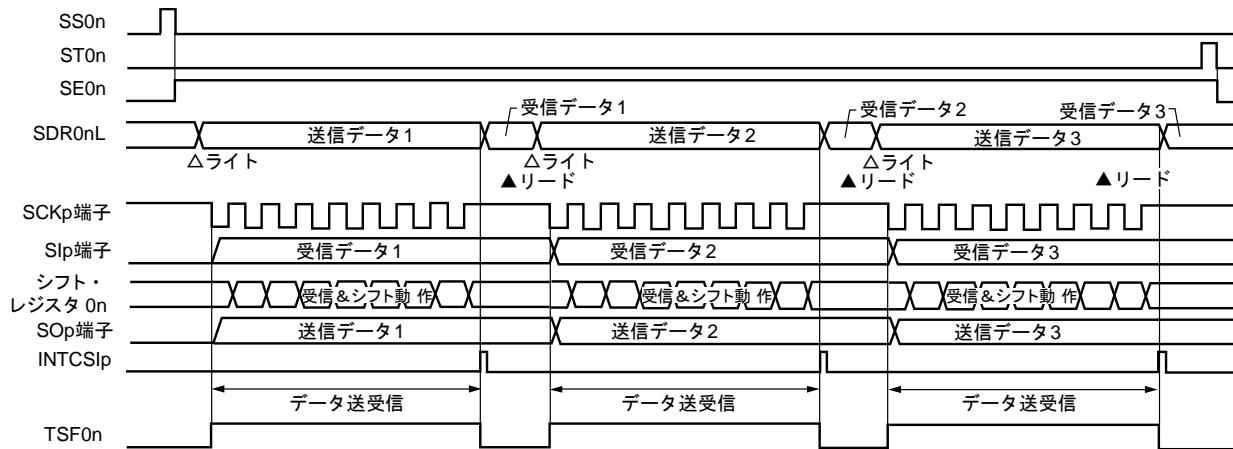 SS0n
ST0n
SE0n
受信データ1 受信データ2 受信データ3
SDR0nL 送信データ1 送信データ2 送信データ3
△ライト △ライト △ライト
▲リード ▲リード ▲リード
SCKp端子
SIp端子 受信データ1 受信データ2 受信データ3
シフト・
レジスタ 0n 受信&シフト動 作 受信&シフト動 作 受信&シフト動作
SOp端子 送信データ1 送信データ2 送信データ3
INTCSIp
データ送受信 データ送受信 データ送受信
TSF0n